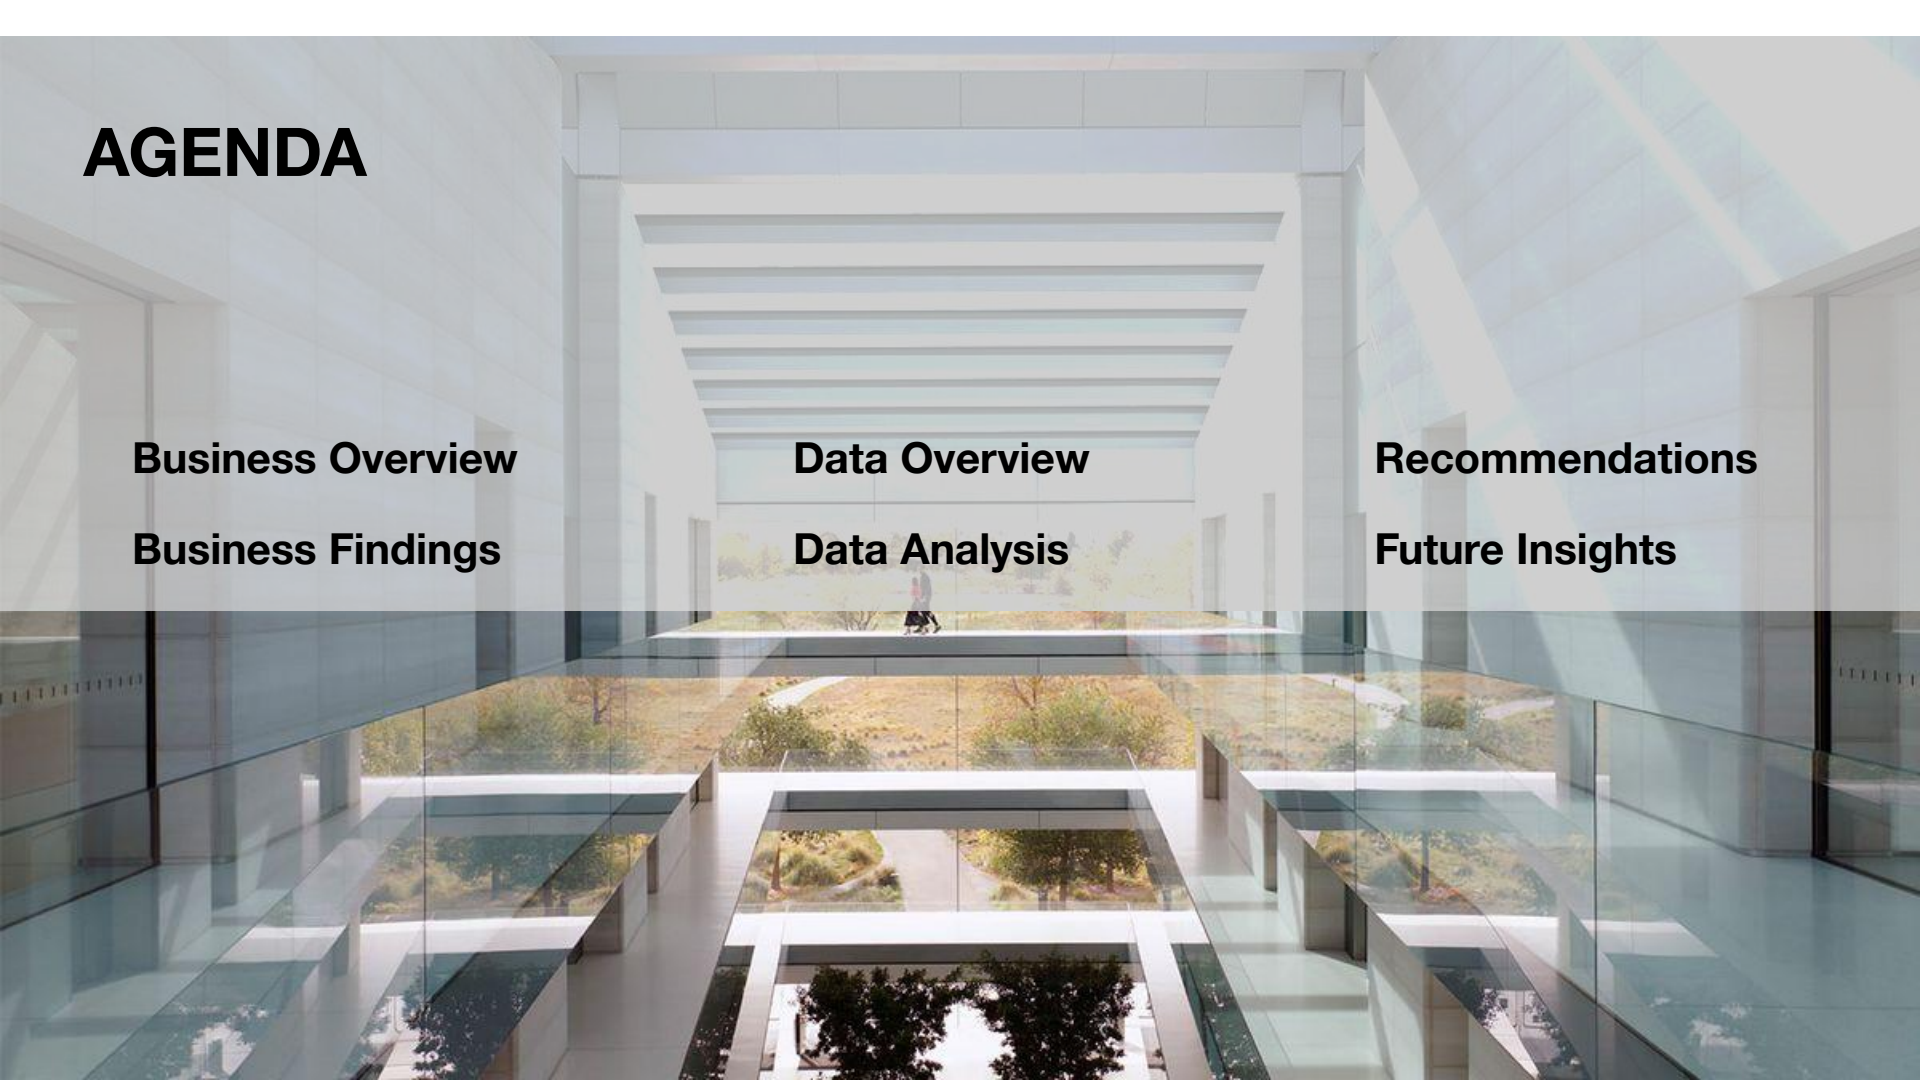 AGENDA
Business Overview
Business Findings
Data Overview
Data Analysis
Recommendations
Future Insights